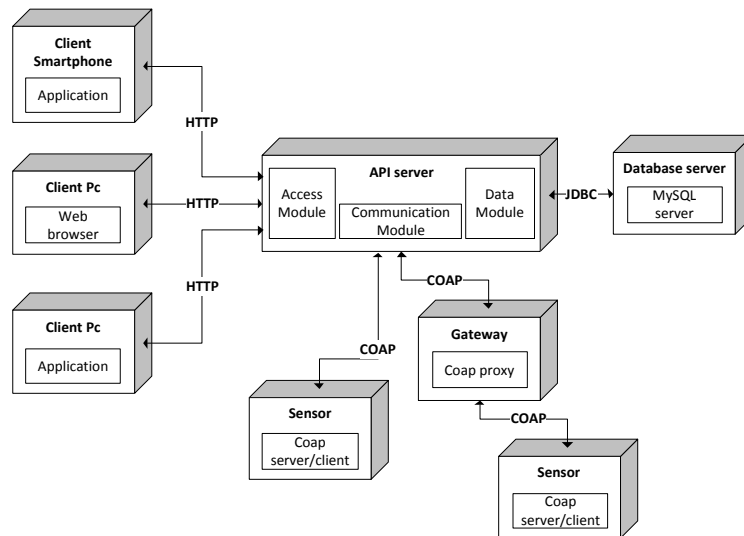 Client
Smartphone
Application
HTTP
Client Pc
Web
browser
HTTP
Client Pc
Application
HTTP
API server
Access
Module
Communication
Module
Data
Module
JDBC
Database server
MySQL
server
COAP
COAP
Gateway
Coap proxy
COAP
Sensor
Coap
server/client
Sensor
Coap
server/client